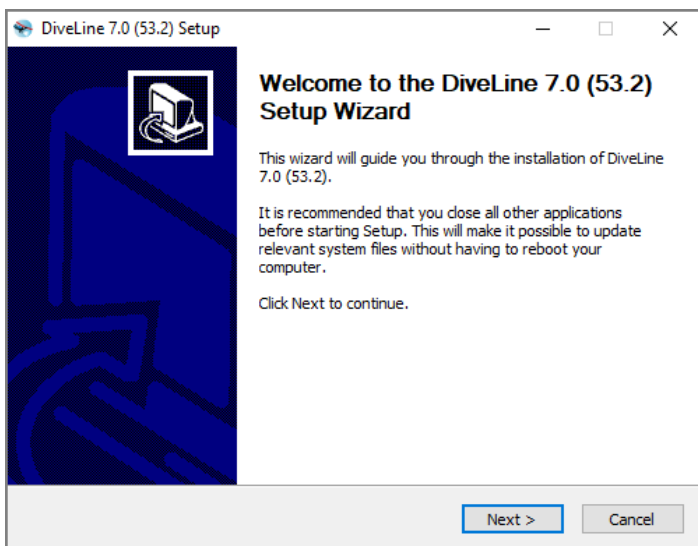 DiveLine 7.0 (53.2) Setup
Welcome to the DiveLine 7.0 (53.2)
Setup Wizard
This wizard will guide you through the installation of DiveLine
7.0 (53.2).
It is recommended that you close all other applications
before starting Setup. This will make it possible to update
relevant system files without having to reboot your
computer.
Click Next to continue.
Next >
Cancel